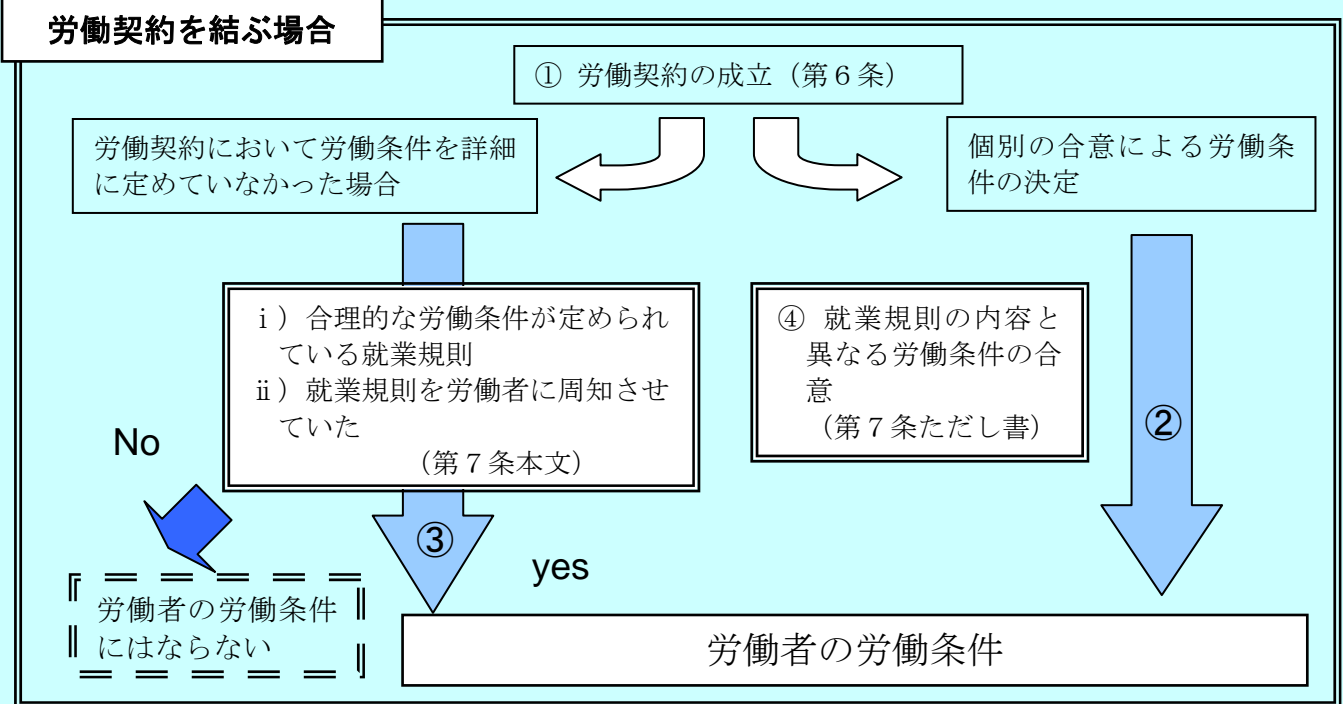 労働契約を結ぶ場合
① 労働契約の成立（第６条）
労働契約において労働条件を詳細
に定めていなかった場合
個別の合意による労働条
件の決定
ⅰ）合理的な労働条件が定められ
ている就業規則
ⅱ）就業規則を労働者に周知させ
ていた
（第７条本文）
④ 就業規則の内容と
異なる労働条件の合
意
（第７条ただし書）
②
No
③
yes
労働者の労働条件
にはならない
労働者の労働条件